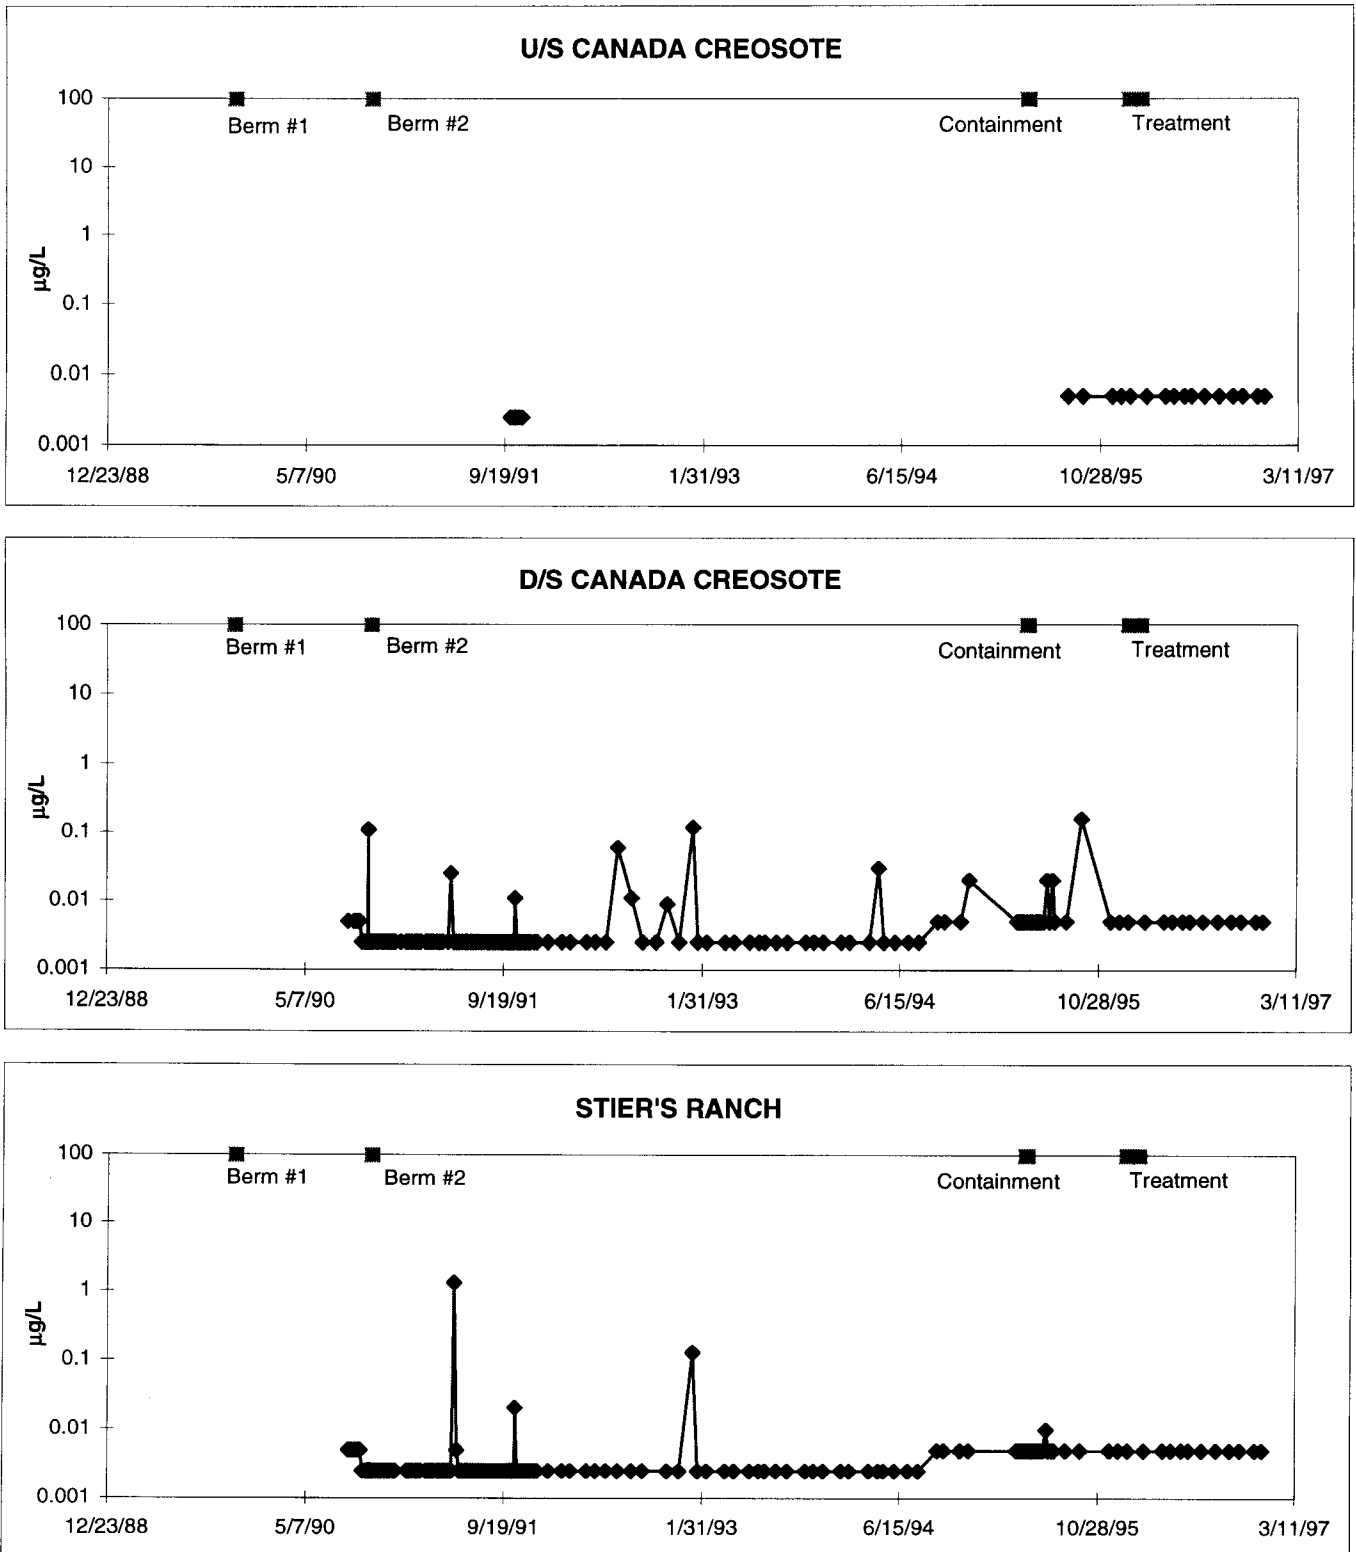 U/S CANADA CREOSOTE
100
Berm #1 Berm #2 Containment Treatment
10
1
µg/L
0.1
0.01
0.001
12/23/88 5/7/90 9/19/91 1/31/93 6/15/94 10/28/95 3/11/97
D/S CANADA CREOSOTE
100
Berm #1 Berm #2 Containment Treatment
10
1
µg/L
0.1
0.01
0.001
12/23/88 5/7/90 9/19/91 1/31/93 6/15/94 10/28/95 3/11/97
STIER'S RANCH
100
Berm #1 Berm #2 Containment Treatment
10
1
µg/L
0.1
0.01
0.001
12/23/88 5/7/90 9/19/91 1/31/93 6/15/94 10/28/95 3/11/97